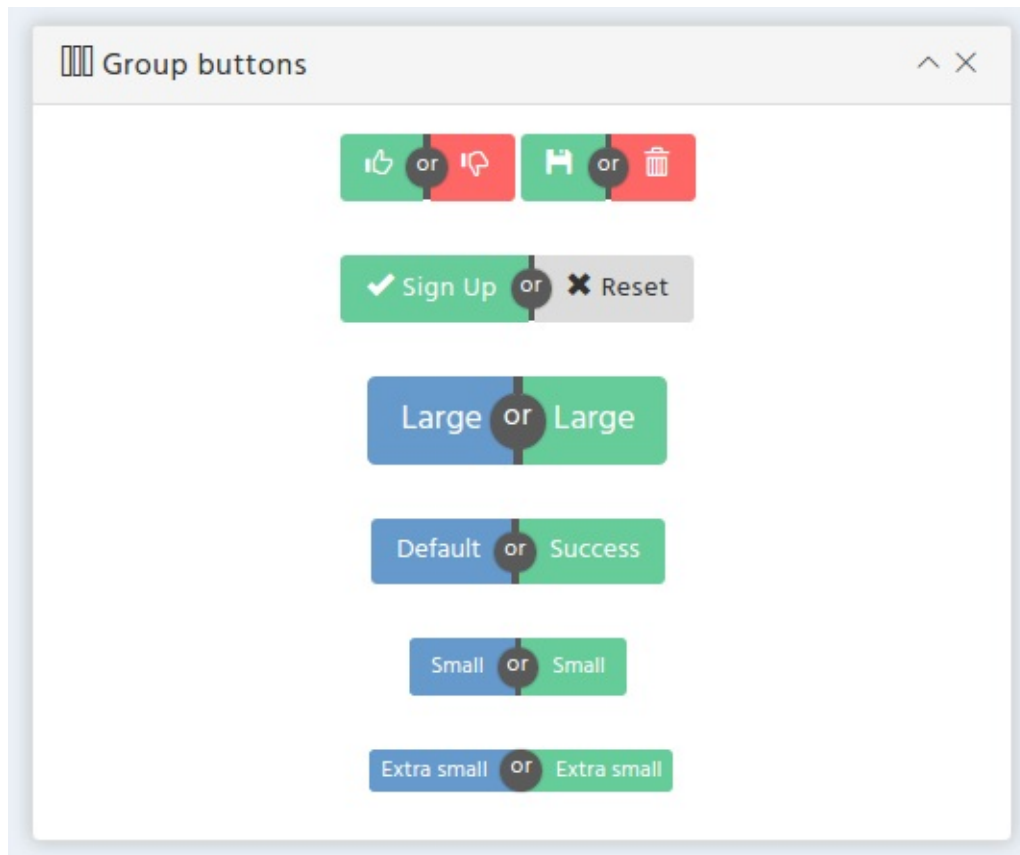 Group buttons
or or
Sign Up or Reset
Large or Large
Default or Success
Small or Small
Extra small or Extra small